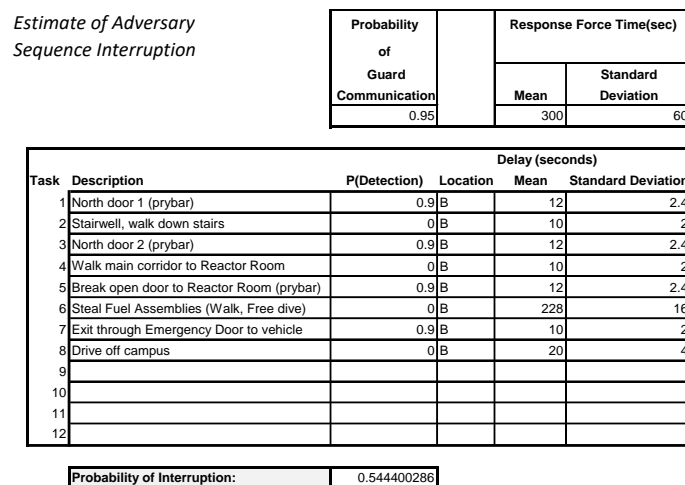 Estimate of Adversary
Sequence Interruption
Probability
of
Guard
Communication
Response Force Time(sec)
Mean
Standard
Deviation
0.95 300 60
Delay (seconds)
Task Description P(Detection) Location Mean Standard Deviation
1 North door 1 (prybar) 0.9 B 12 2.4
2 Stairwell, walk down stairs 0 B 10 2
3 North door 2 (prybar) 0.9 B 12 2.4
4 Walk main corridor to Reactor Room 0 B 10 2
5 Break open door to Reactor Room (prybar) 0.9 B 12 2.4
6 Steal Fuel Assemblies (Walk, Free dive) 0 B 228 16
7 Exit through Emergency Door to vehicle 0.9 B 10 2
8 Drive off campus 0 B 20 4
9
10
11
12
Probability of Interruption: 0.544400286